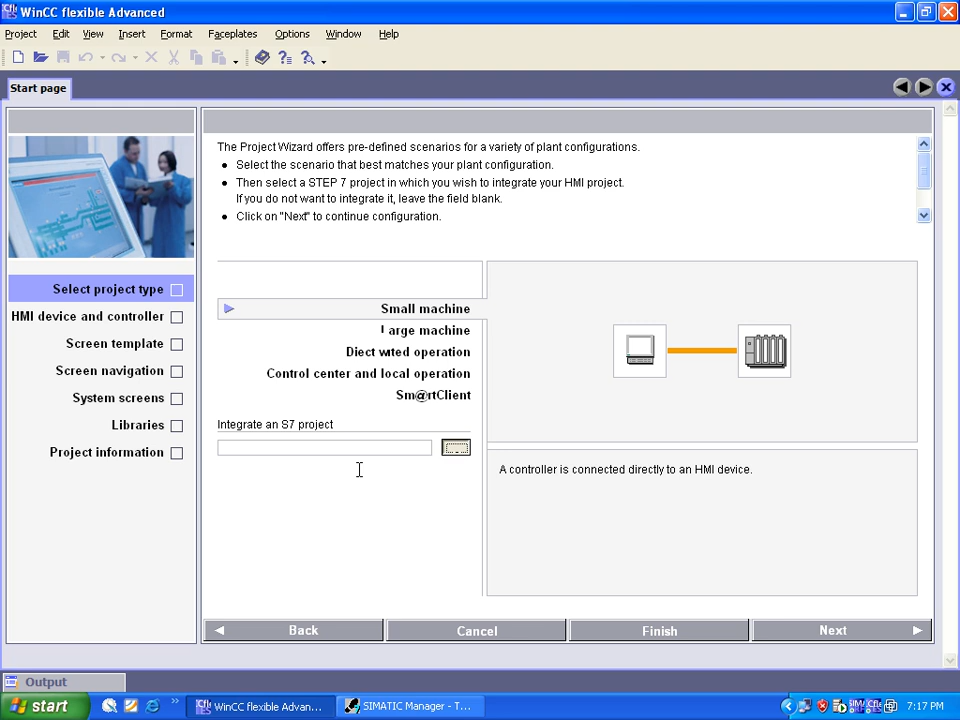 WinCC flexible Advanced
Project Edit View Insert Format Faceplates Options Window Help
Start page
The Project Wizard offers pre-defined scenarios for a variety of plant configurations.
Select the scenario that best matches your plant configuration.
Then select a STEP 7 project in which you wish to integrate your HMI project.
If you do not want to integrate it, leave the field blank.
Click on "Next" to continue configuration.
Select project type
HMI device and controller
Screen template
Screen navigation
System screens
Libraries
Project information
Small machine
arge machine
Diect wited operation
Control center and local operation
Sm@rtClient
Integrate an S7 project
...
A controller is connected directly to an HMI device.
Back Cancel Finish Next
Output
start WinCC flexible Advan... SIMATIC Manager - T... 7:17 PM